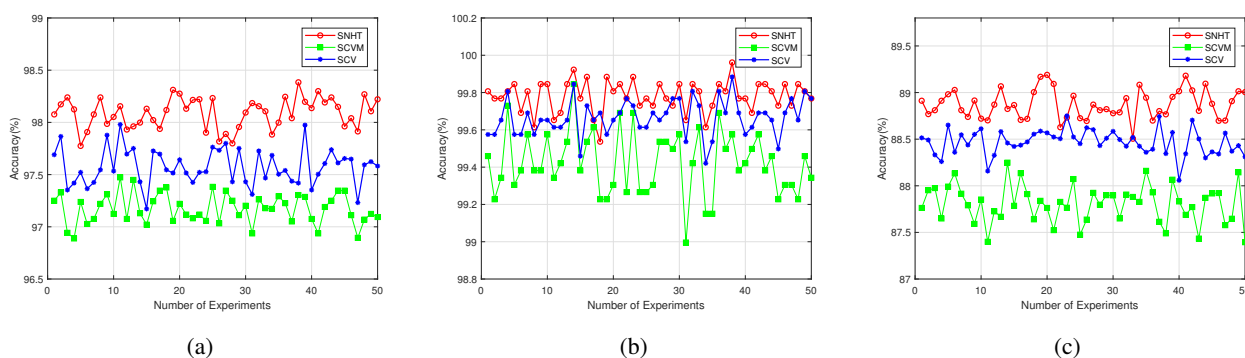 99
98.5
98
97.5
97
96.5
Accuracy(%)
0 10 20 30 40 50
Number of Experiments
SNHT
SCVM
SCV
(a)
100.2
100
99.8
99.6
99.4
99.2
99
98.8
Accuracy(%)
0 10 20 30 40 50
Number of Experiments
SNHT
SCVM
SCV
(b)
89.5
89
88.5
88
87.5
87
Accuracy(%)
0 10 20 30 40 50
Number of Experiments
SNHT
SCVM
SCV
(c)